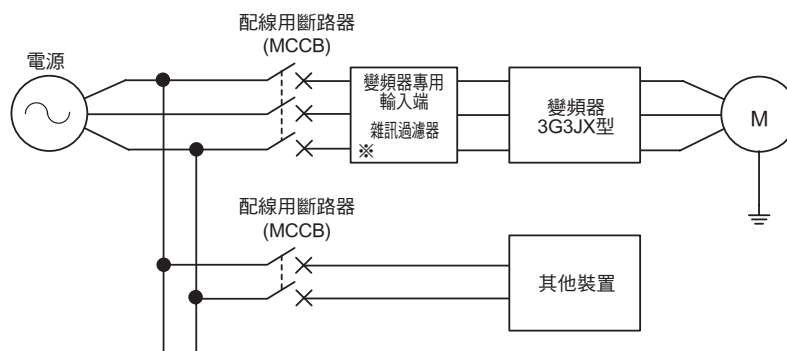 配線用斷路器
(MCCB)
電源
變頻器專用
輸入端
雜訊過濾器
※
變頻器
3G3JX型
M
配線用斷路器
(MCCB)
其他裝置